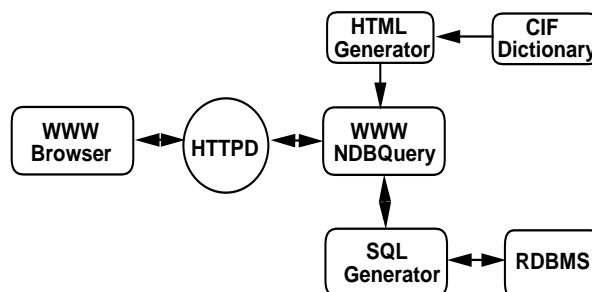 HTML
Generator
CIF
Dictionary
WWW
Browser
HTTPD
WWW
NDBQuery
SQL
Generator
RDBMS